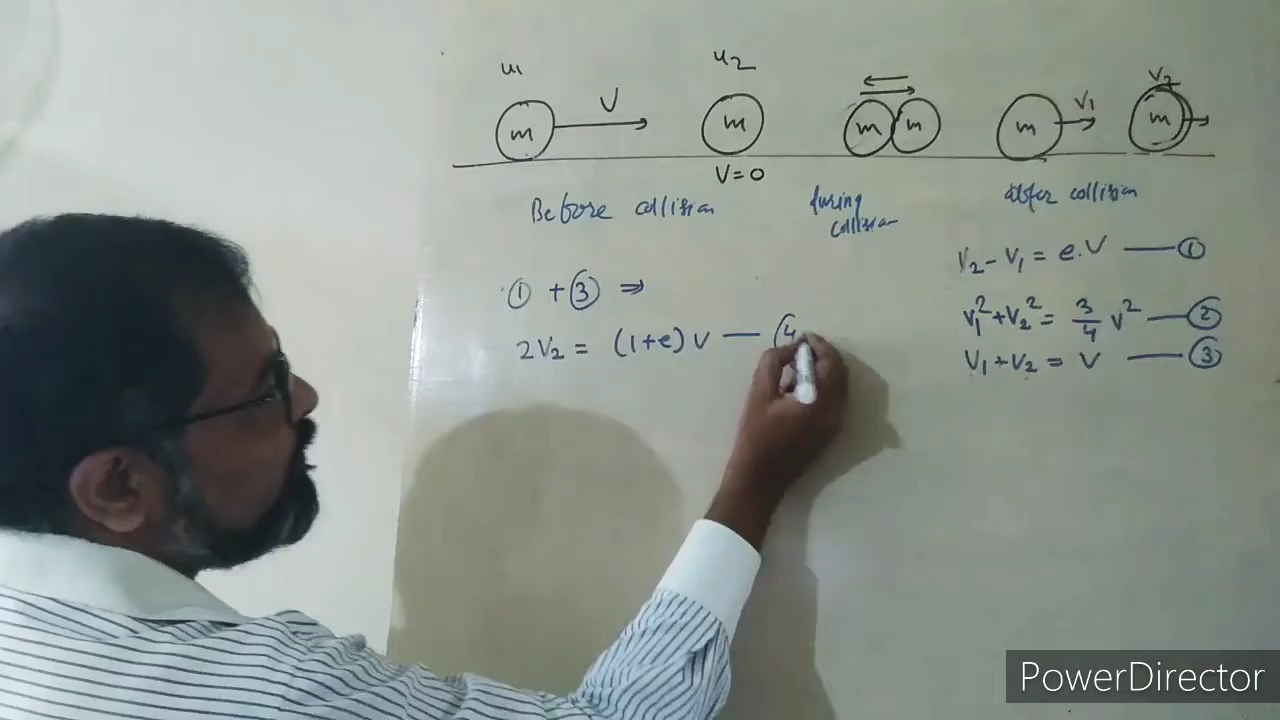 u₁ u₂ V₂
m V m m m m V₁ m
V=0
Before collision during collision after collision
V₂ - V₁ = e.V — ①
① + ③ ⇒
V₁² + V₂² = 3/4 V² — ②
2V₂ = (1+e) V — ④
V₁ + V₂ = V — ③
PowerDirector